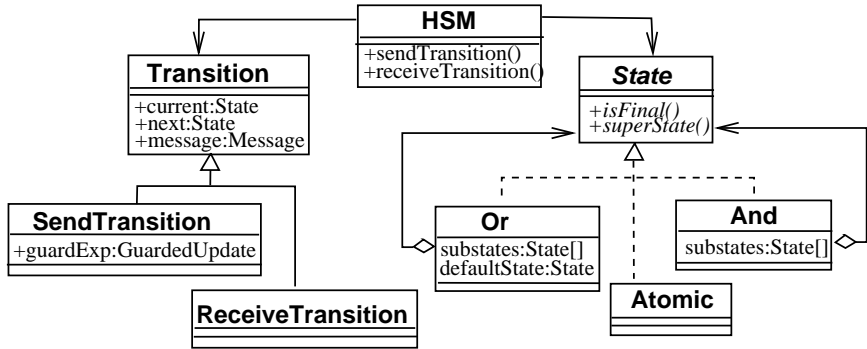 HSM
+sendTransition()
+receiveTransition()
Transition
+current:State
+next:State
+message:Message
State
+isFinal()
+superState()
SendTransition
+guardExp:GuardedUpdate
Or
substates:State[]
defaultState:State
And
substates:State[]
Atomic
ReceiveTransition